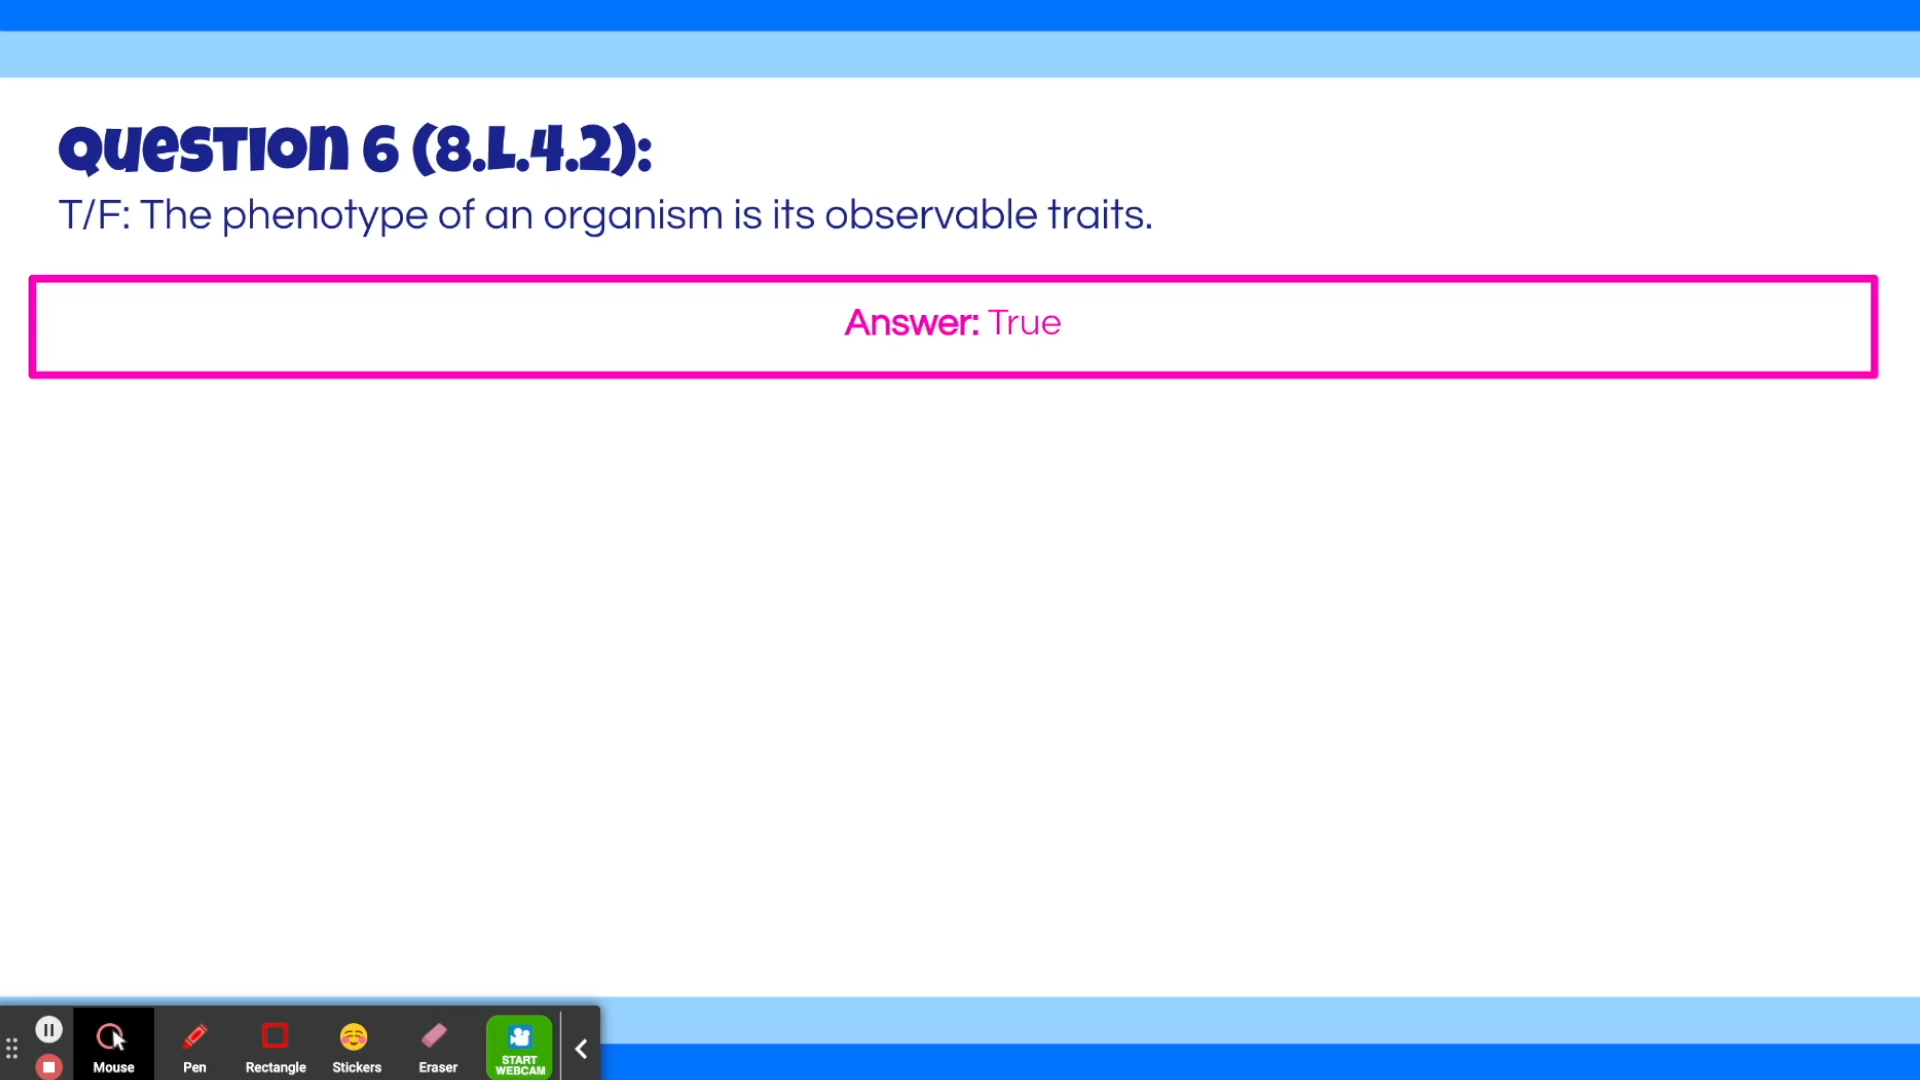 Question 6 (8.L.4.2):
T/F: The phenotype of an organism is its observable traits.
Answer: True
Mouse
Pen
Rectangle
Stickers
Eraser
START
WEBCAM